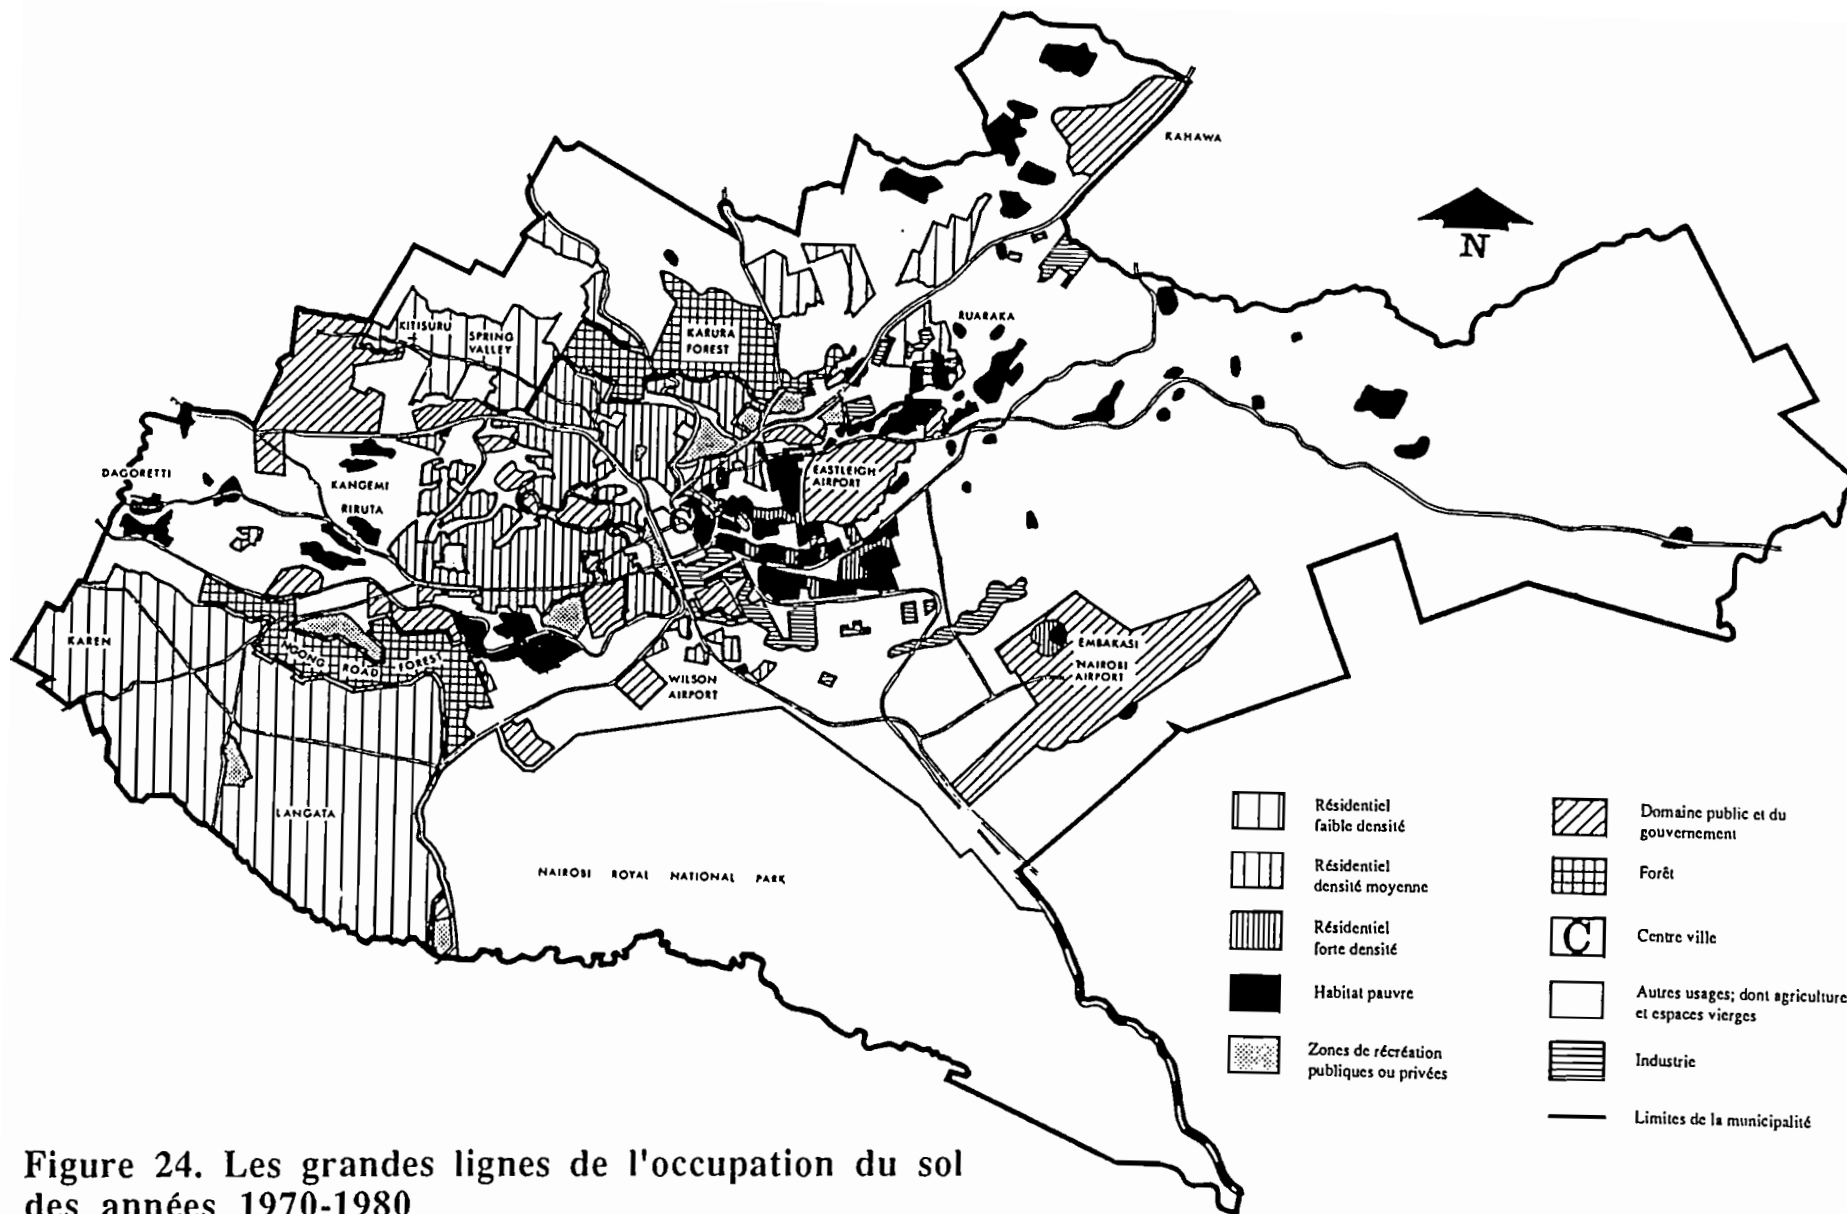 KAHAWA
N
KITISURU
SPRING
VALLEY
KARURA
FOREST
RUARAKA
DAGORETTI
KANGEMI
RIRUTA
EASTLEIGH
AIRPORT
KAREN
NGONG ROAD FOREST
WILSON
AIRPORT
EMBAKASI
NAIROBI
AIRPORT
LANGATA
NAIROBI ROYAL NATIONAL PARK
Résidentiel
faible densité
Résidentiel
densité moyenne
Résidentiel
forte densité
Habitat pauvre
Zones de récréation
publiques ou privées
Domaine public et du
gouvernement
Forêt
C
Centre ville
Autres usages; dont agriculture
et espaces vierges
Industrie
Limites de la municipalité
Figure 24. Les grandes lignes de l'occupation du sol
des années 1970-1980